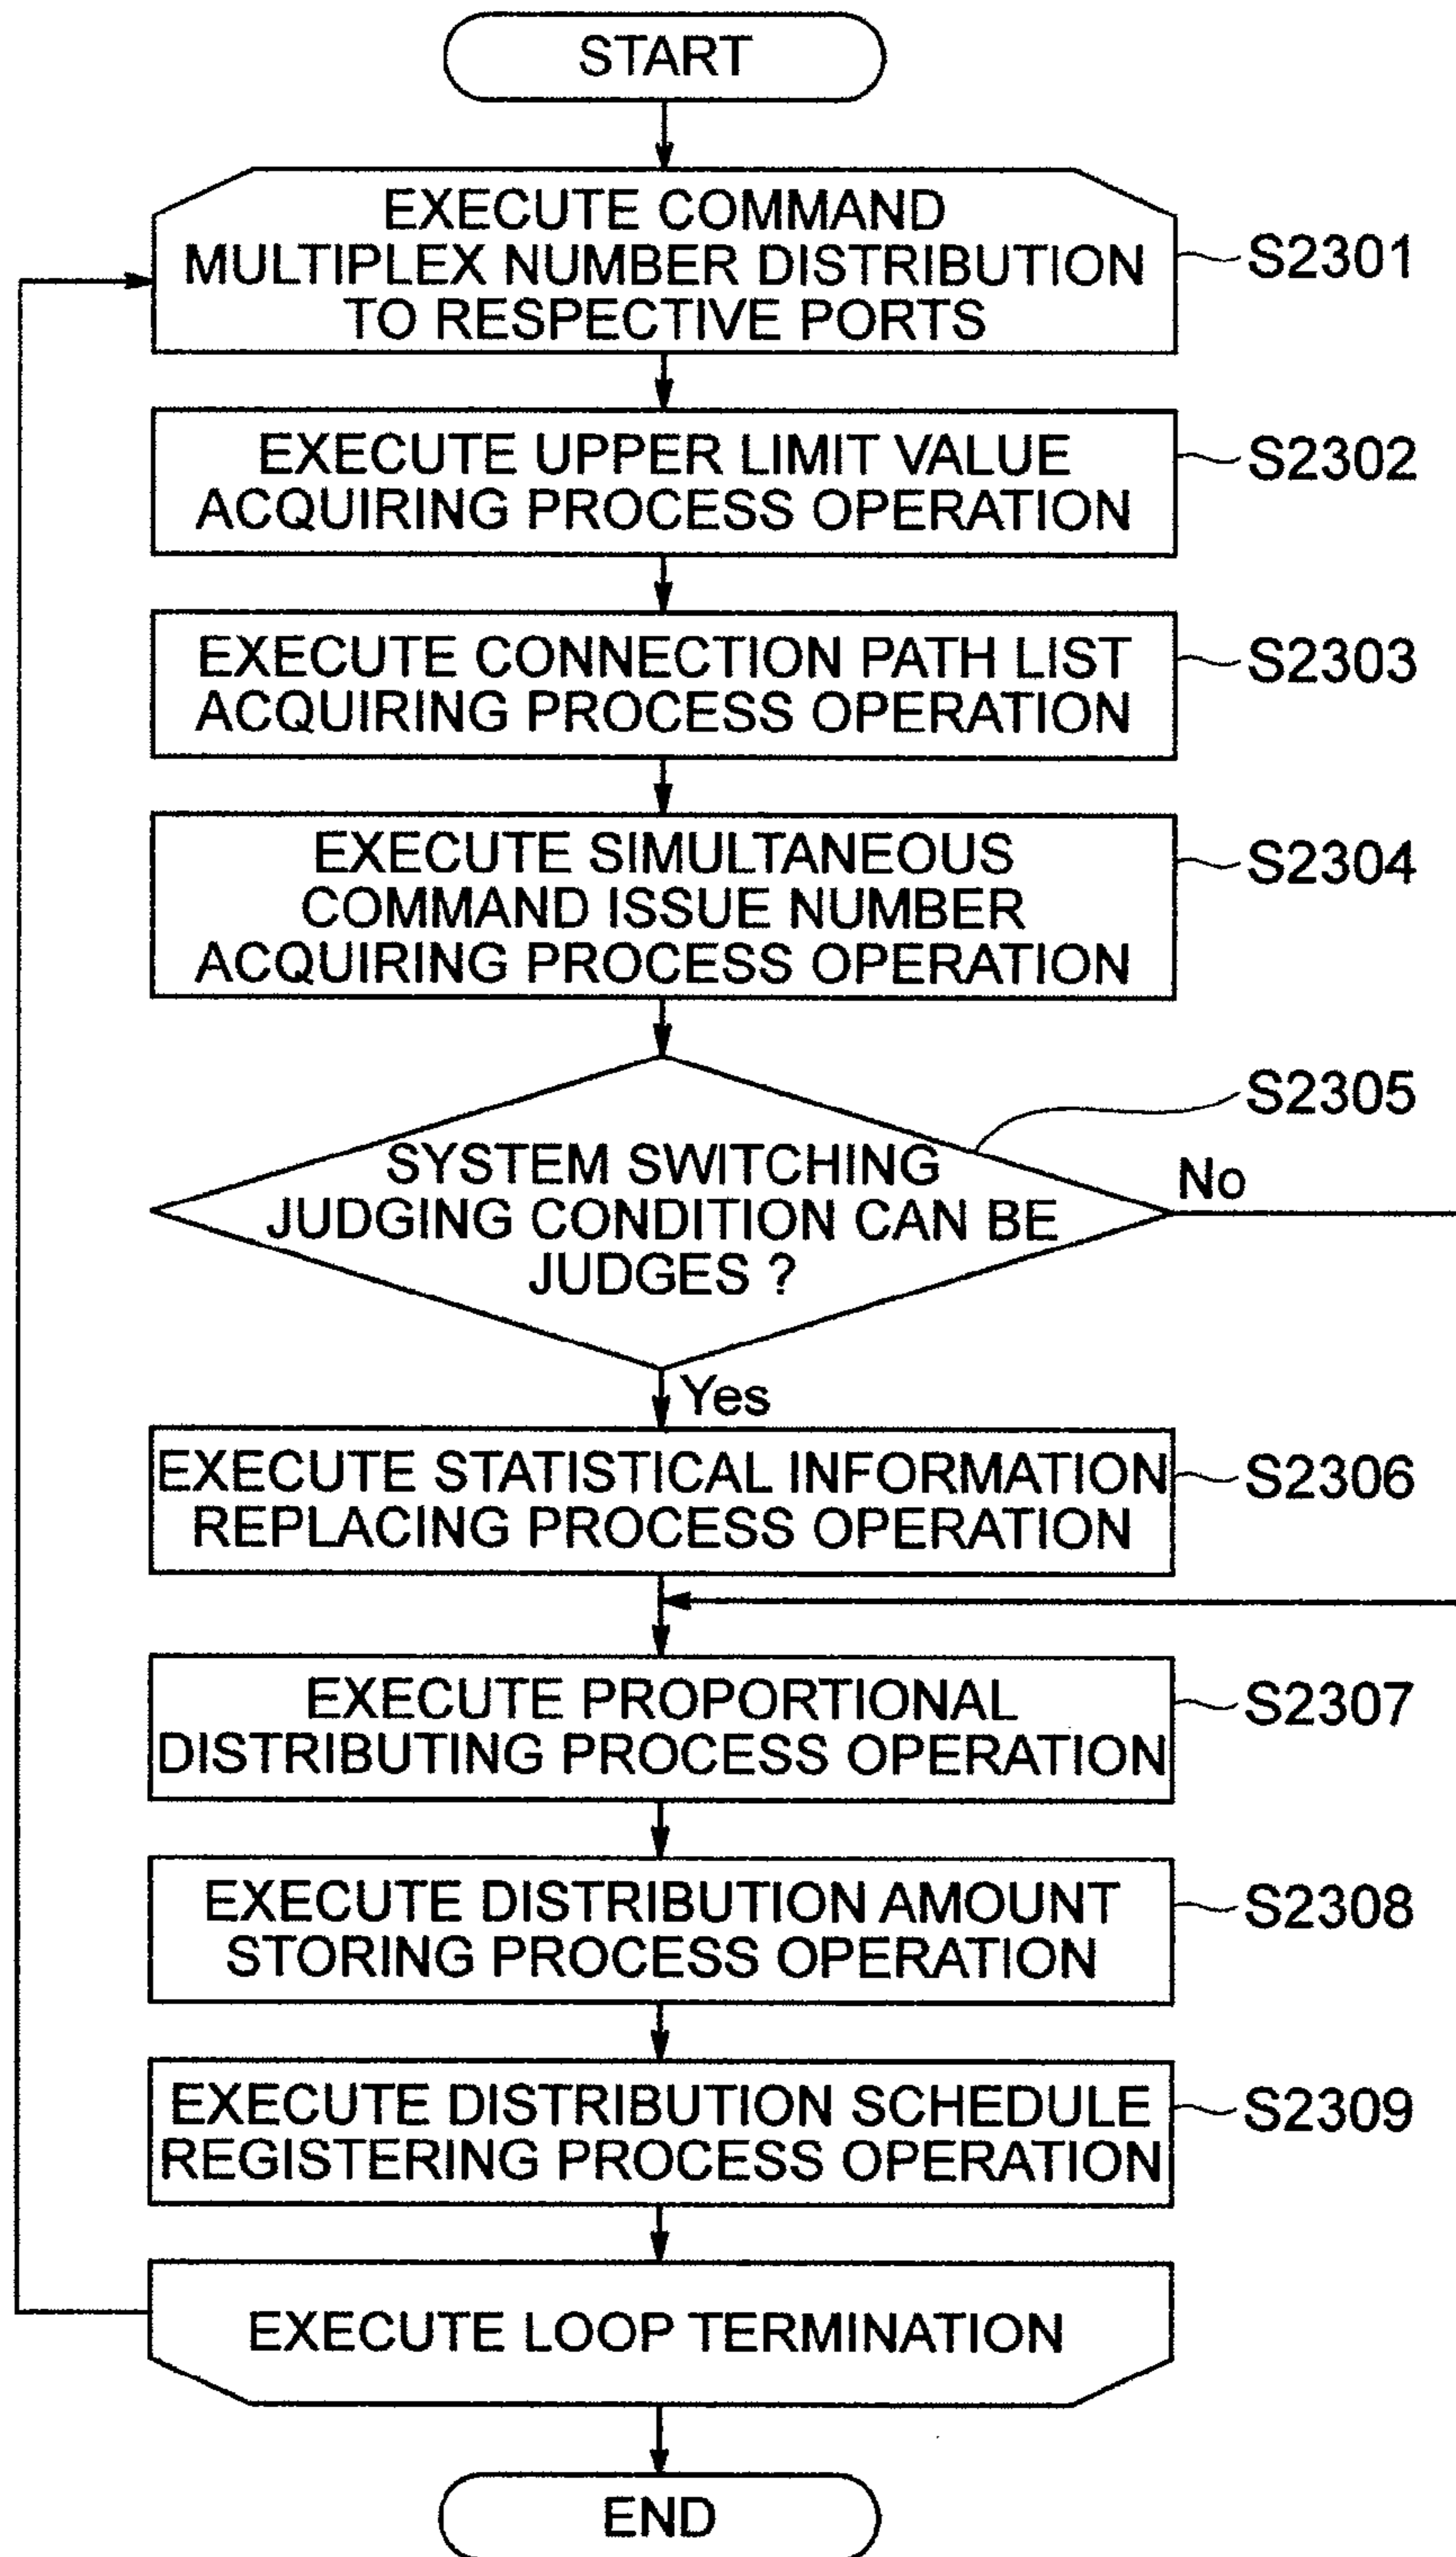 START
EXECUTE COMMAND
MULTIPLEX NUMBER DISTRIBUTION
TO RESPECTIVE PORTS
S2301
EXECUTE UPPER LIMIT VALUE
ACQUIRING PROCESS OPERATION
S2302
EXECUTE CONNECTION PATH LIST
ACQUIRING PROCESS OPERATION
S2303
EXECUTE SIMULTANEOUS
COMMAND ISSUE NUMBER
ACQUIRING PROCESS OPERATION
S2304
SYSTEM SWITCHING
JUDGING CONDITION CAN BE
JUDGES ?
S2305
No
Yes
EXECUTE STATISTICAL INFORMATION
REPLACING PROCESS OPERATION
S2306
EXECUTE PROPORTIONAL
DISTRIBUTING PROCESS OPERATION
S2307
EXECUTE DISTRIBUTION AMOUNT
STORING PROCESS OPERATION
S2308
EXECUTE DISTRIBUTION SCHEDULE
REGISTERING PROCESS OPERATION
S2309
EXECUTE LOOP TERMINATION
END